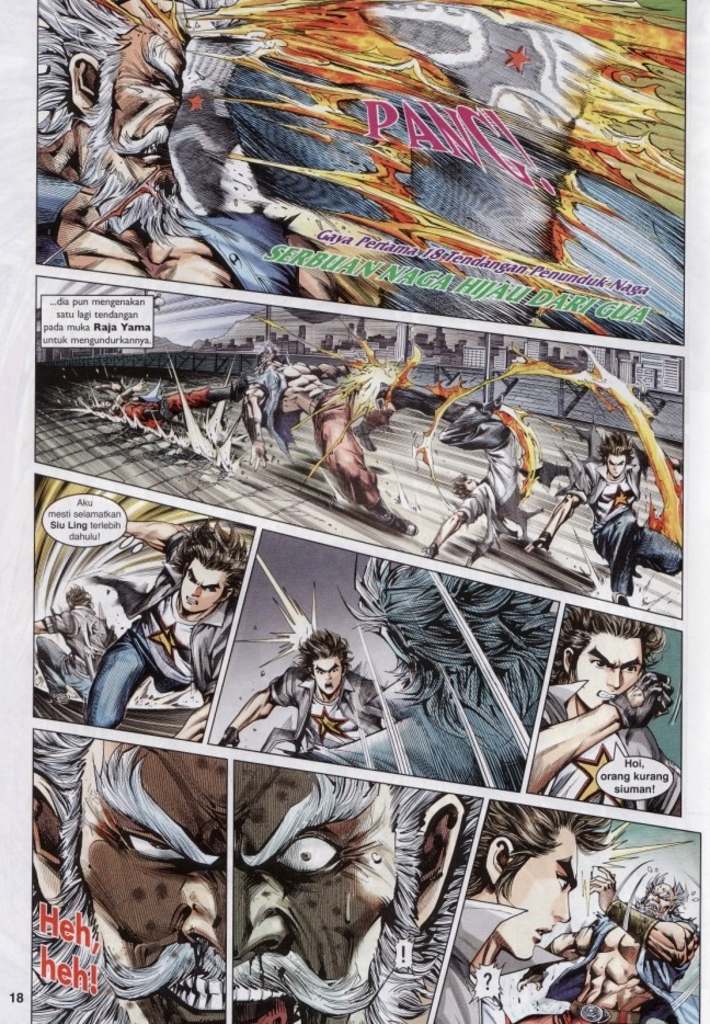 PANG!
Gaya Pertama 18 Tendangan Penunduk-Naga
SERBUAN NAGA HIJAU DARI GUA
...dia pun mengenakan
satu lagi tendangan
pada muka Raja Yama
untuk mengundurkannya.
Aku
mesti selamatkan
Siu Ling terlebih
dahulu!
Hoi,
orang kurang
siuman!
Heh,
heh!
!
?
18